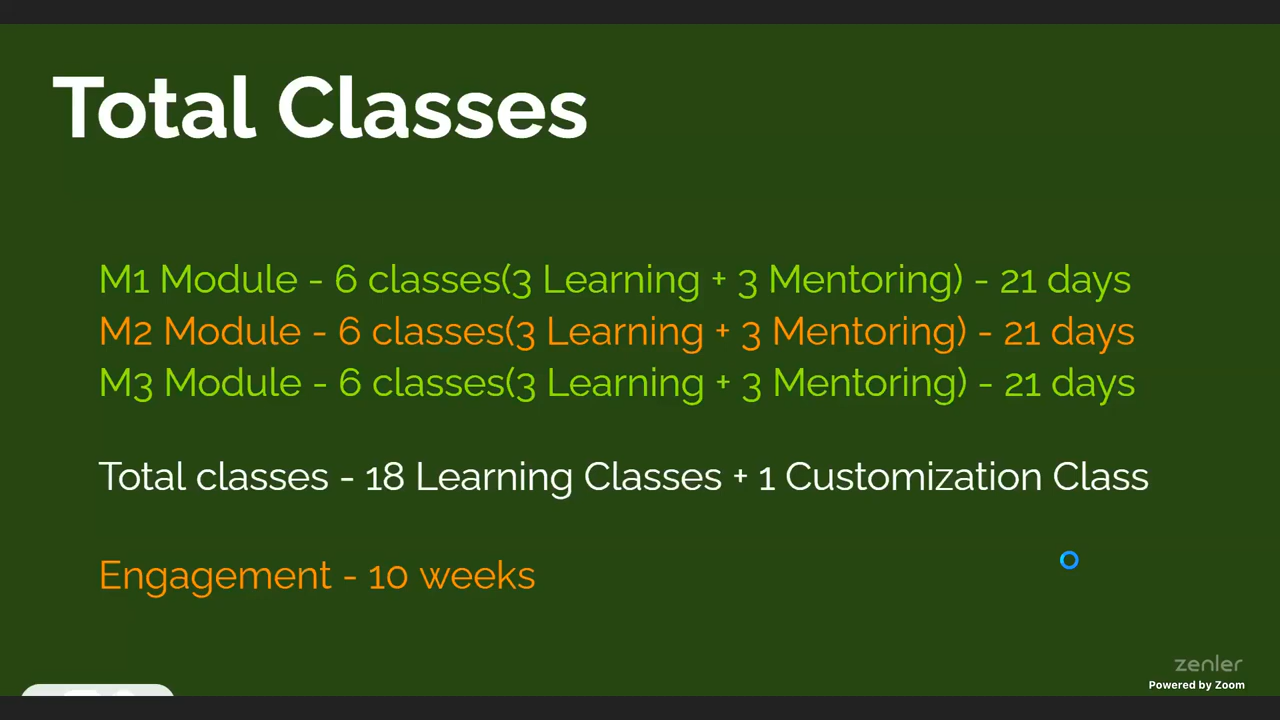 Total Classes
M1 Module - 6 classes(3 Learning + 3 Mentoring) - 21 days
M2 Module - 6 classes(3 Learning + 3 Mentoring) - 21 days
M3 Module - 6 classes(3 Learning + 3 Mentoring) - 21 days
Total classes - 18 Learning Classes + 1 Customization Class
Engagement - 10 weeks
zenler
Powered by Zoom